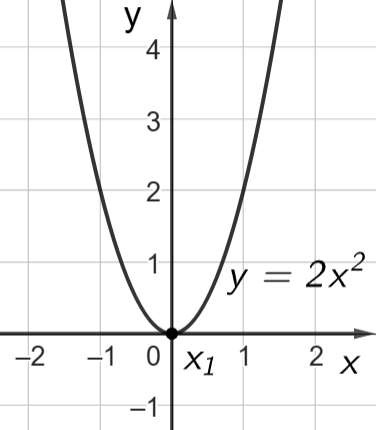 y
4
3
2
1
y = 2x²
–2 –1 0 x₁ 1 2 x
–1